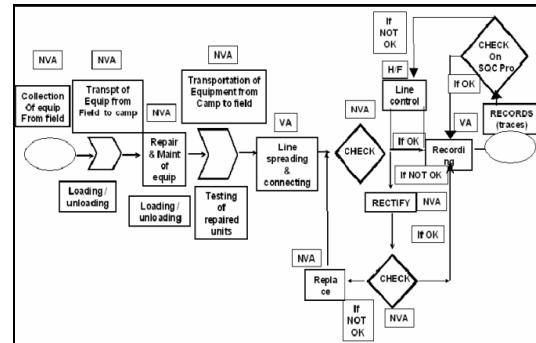 NVA
Collection
Of equip
From field
NVA
Transpt of
Equip from
Field to camp
Loading /
unloading
NVA
Repair
& Maint of
equip
Loading /
unloading
NVA
Transportation of
Equipment from
Camp to field
Testing
of
repaired
units
VA
Line
spreading
&
connecting
NVA
CHECK
If
NOT
OK
H/F
Line
control
If OK
If NOT OK
RECTIFY
NVA
If OK
CHECK
NVA
If
NOT
OK
NVA
Repla
ce
VA
Recordi
ng
If OK
CHECK
On
SQC Pro
RECORDS
(traces)